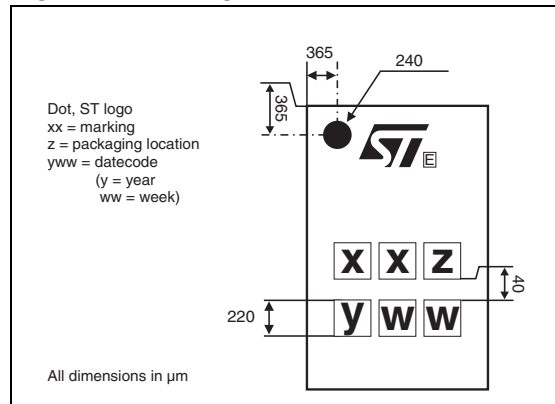 365
240
365
Dot, ST logo
xx = marking
z = packaging location
yww = datecode
(y = year
ww = week)
ST
E
x x z
40
220
y w w
All dimensions in µm